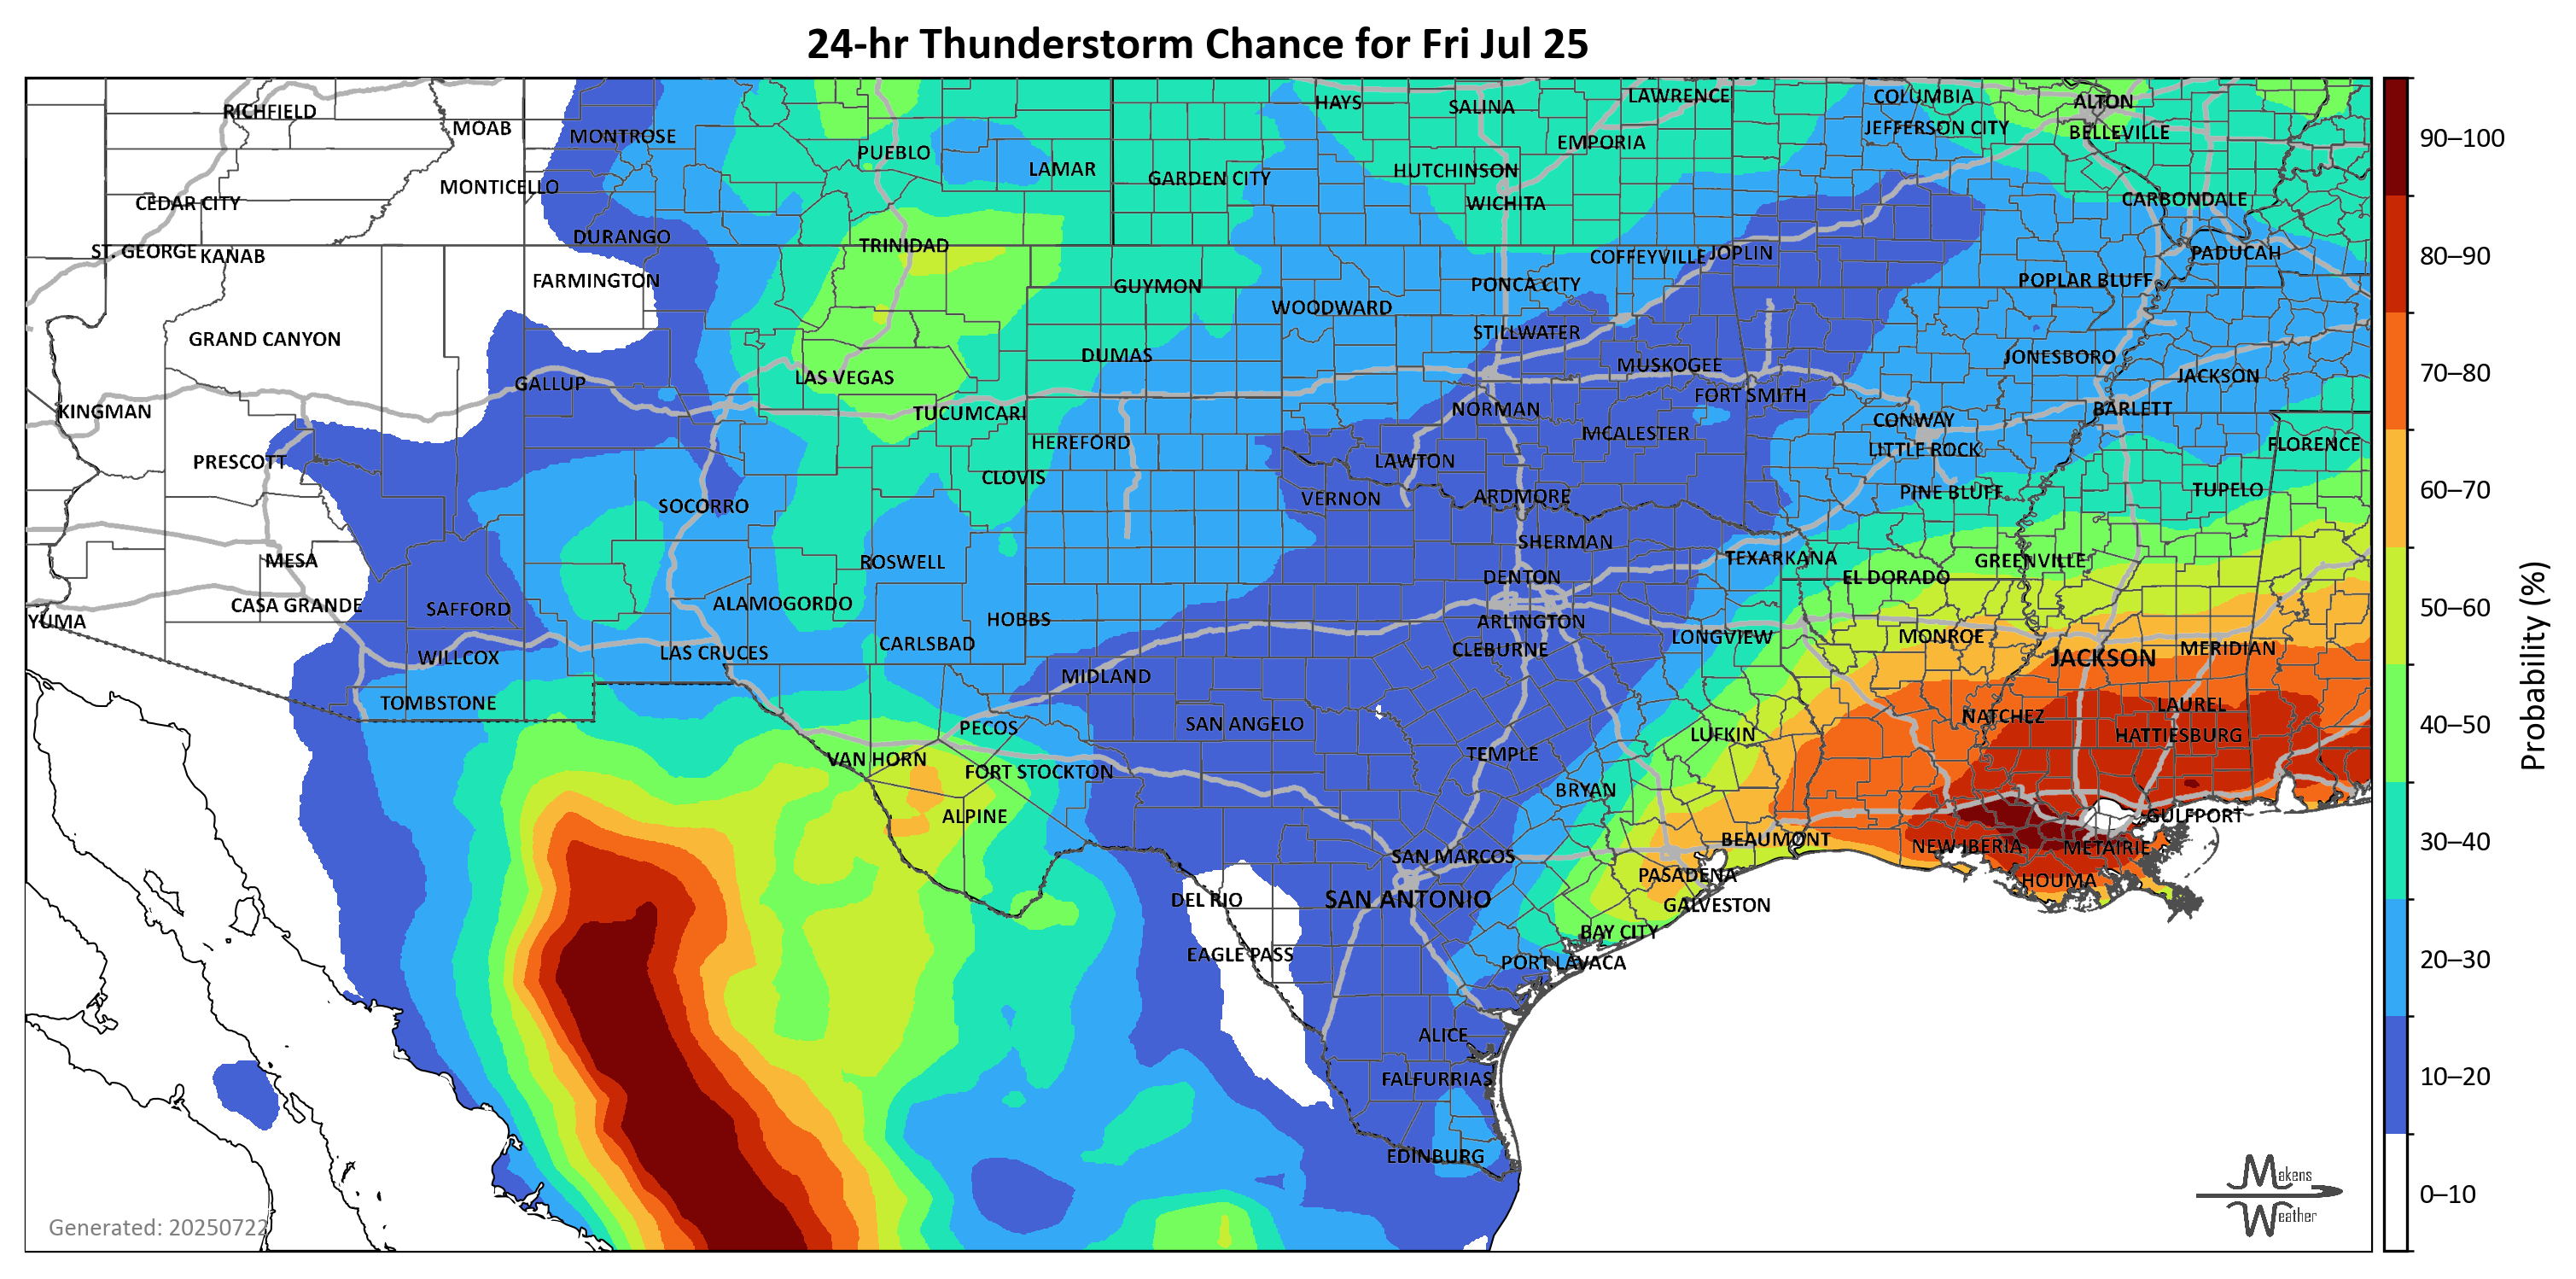 24-hr Thunderstorm Chance for Fri Jul 25
RICHFIELD
MOAB
MONTROSE
PUEBLO
LAMAR
GARDEN CITY
HAYS
SALINA
LAWRENCE
EMPORIA
HUTCHINSON
WICHITA
COLUMBIA
JEFFERSON CITY
ALTON
BELLEVILLE
CARBONDALE
MONTICELLO
CEDAR CITY
ST. GEORGE
KANAB
DURANGO
FARMINGTON
TRINIDAD
GUYMON
WOODWARD
PONCA CITY
COFFEYVILLE
JOPLIN
POPLAR BLUFF
PADUCAH
GRAND CANYON
GALLUP
LAS VEGAS
DUMAS
STILLWATER
MUSKOGEE
JONESBORO
JACKSON
KINGMAN
TUCUMCARI
HEREFORD
NORMAN
FORT SMITH
CONWAY
BARLETT
PRESCOTT
CLOVIS
LAWTON
MCALESTER
LITTLE ROCK
FLORENCE
SOCORRO
VERNON
ARDMORE
PINE BLUFF
TUPELO
MESA
ROSWELL
SHERMAN
TEXARKANA
GREENVILLE
CASA GRANDE
SAFFORD
ALAMOGORDO
HOBBS
DENTON
EL DORADO
YUMA
ARLINGTON
WILLCOX
LAS CRUCES
CARLSBAD
CLEBURNE
LONGVIEW
MONROE
JACKSON
MERIDIAN
TOMBSTONE
MIDLAND
PECOS
SAN ANGELO
LUFKIN
NATCHEZ
LAUREL
HATTIESBURG
VAN HORN
FORT STOCKTON
TEMPLE
ALPINE
BRYAN
BEAUMONT
GULFPORT
NEW IBERIA
METAIRIE
SAN MARCOS
PASADENA
HOUMA
DEL RIO
SAN ANTONIO
GALVESTON
BAY CITY
EAGLE PASS
PORT LAVACA
ALICE
FALFURRIAS
EDINBURG
Generated: 20250722
Makens
Weather
90–100
80–90
70–80
60–70
50–60
40–50
30–40
20–30
10–20
0–10
Probability (%)